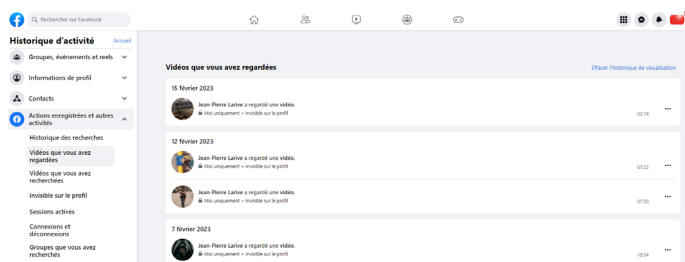 Rechercher sur Facebook
Historique d'activité
Accueil
Groupes, événements et reels
Informations de profil
Contacts
Actions enregistrées et autres
activités
Historique des recherches
Vidéos que vous avez
regardées
Vidéos que vous avez
recherchées
Invisible sur le profil
Sessions actives
Connexions et
déconnexions
Groupes que vous avez
recherchés
Vidéos que vous avez regardées
Effacer l'historique de visualisation
15 février 2023
Jean-Pierre Larive a regardé une vidéo.
Moi uniquement • Invisible sur le profil
02:19
12 février 2023
Jean-Pierre Larive a regardé une vidéo.
Moi uniquement • Invisible sur le profil
07:23
Jean-Pierre Larive a regardé une vidéo.
Moi uniquement • Invisible sur le profil
07:20
7 février 2023
Jean-Pierre Larive a regardé une vidéo.
Moi uniquement • Invisible sur le profil
15:34